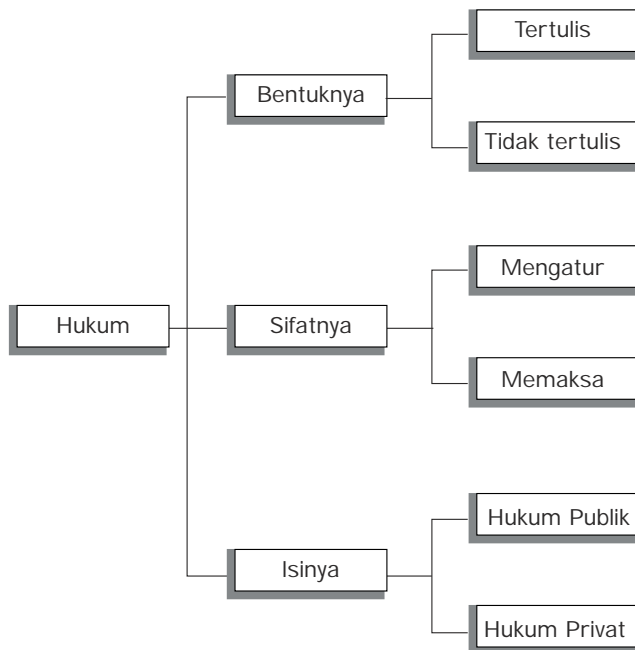 Tertulis
Bentuknya
Tidak tertulis
Mengatur
Hukum
Sifatnya
Memaksa
Hukum Publik
Isinya
Hukum Privat